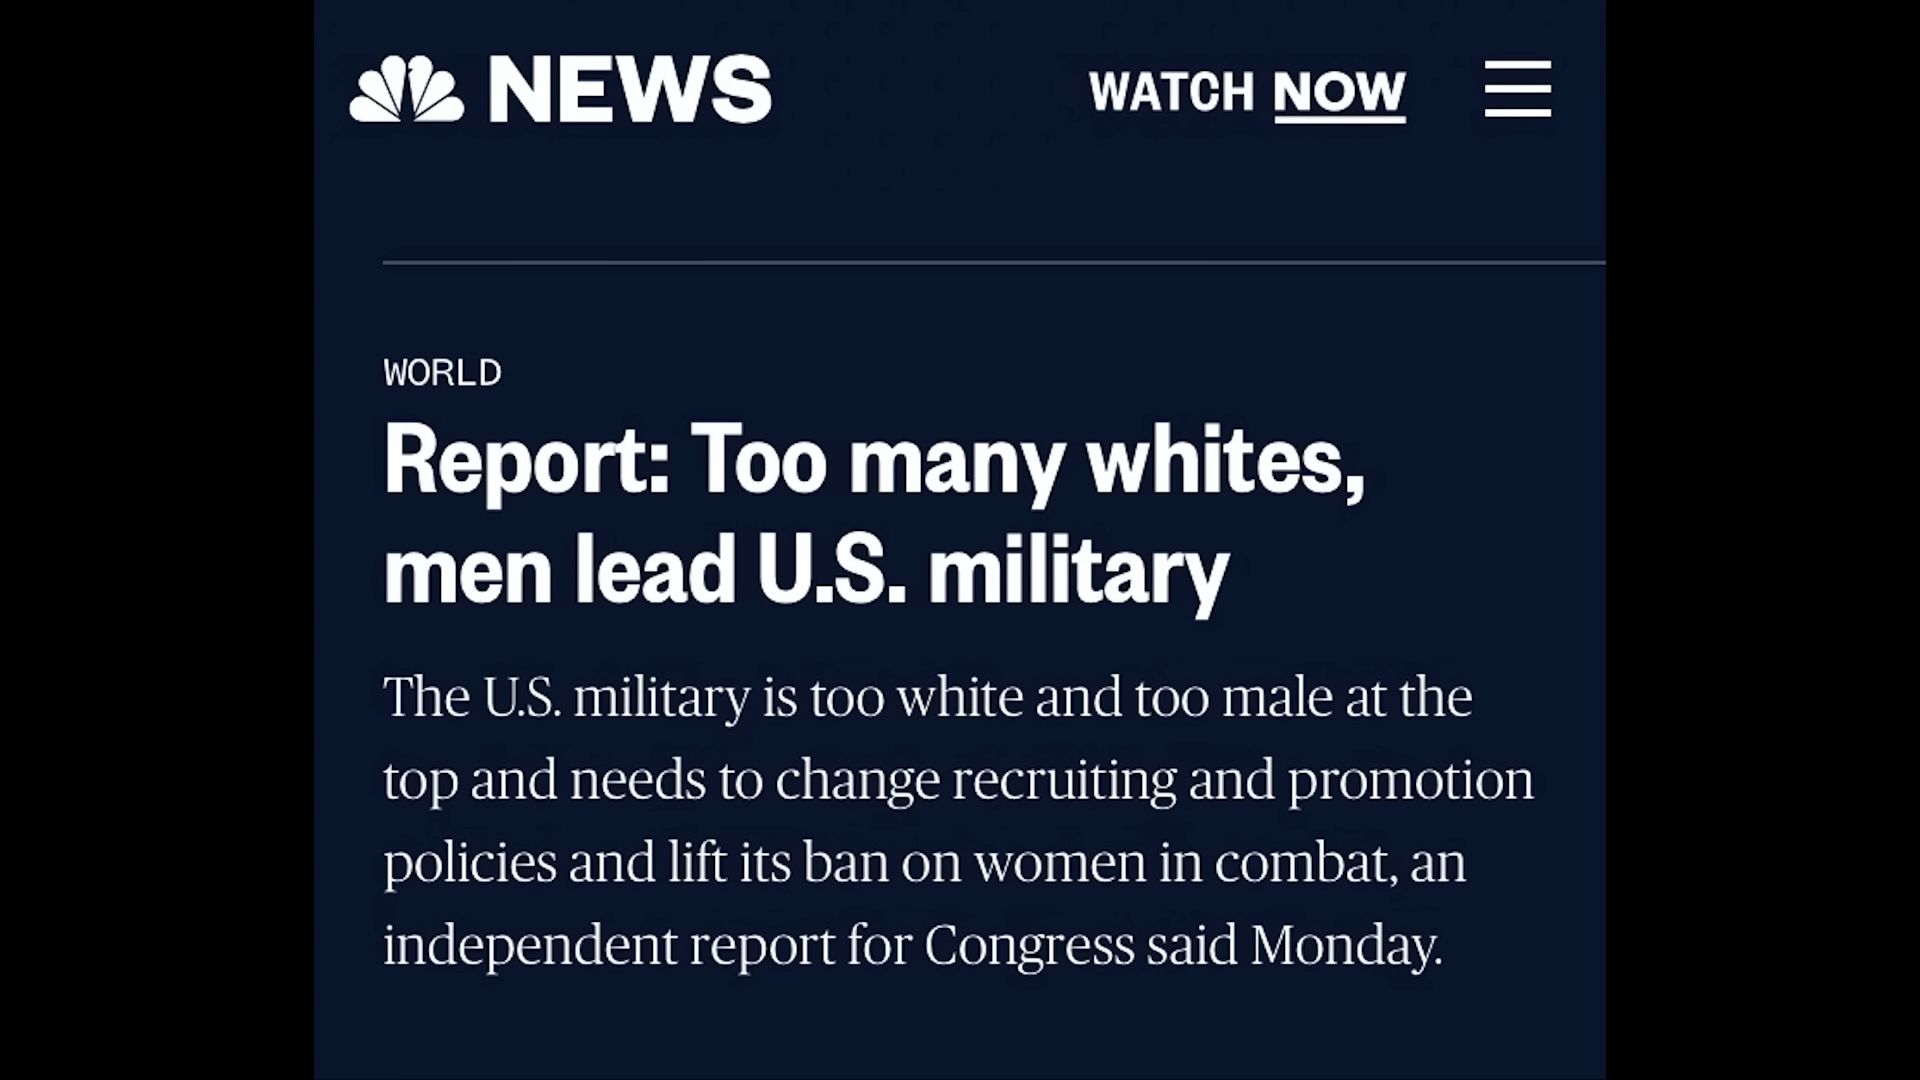 NEWS
WATCH NOW
WORLD
Report: Too many whites,
men lead U.S. military
The U.S. military is too white and too male at the
top and needs to change recruiting and promotion
policies and lift its ban on women in combat, an
independent report for Congress said Monday.